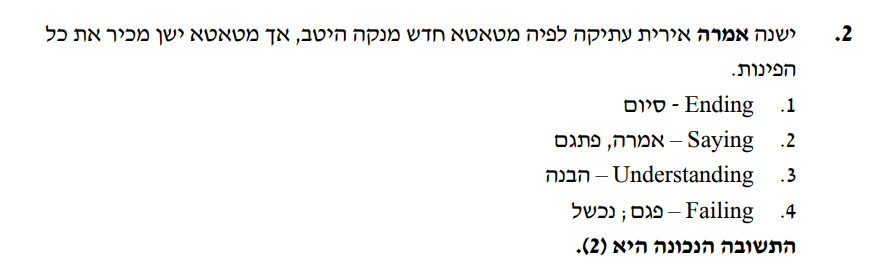 2. ישנה אמרה אירית עתיקה לפיה מטאטא חדש מנקה היטב, אך מטאטא ישן מכיר את כל
הפינות.
1. Ending - סיום
2. Saying – אמרה, פתגם
3. Understanding – הבנה
4. Failing – פגם ; נכשל
התשובה הנכונה היא (2).